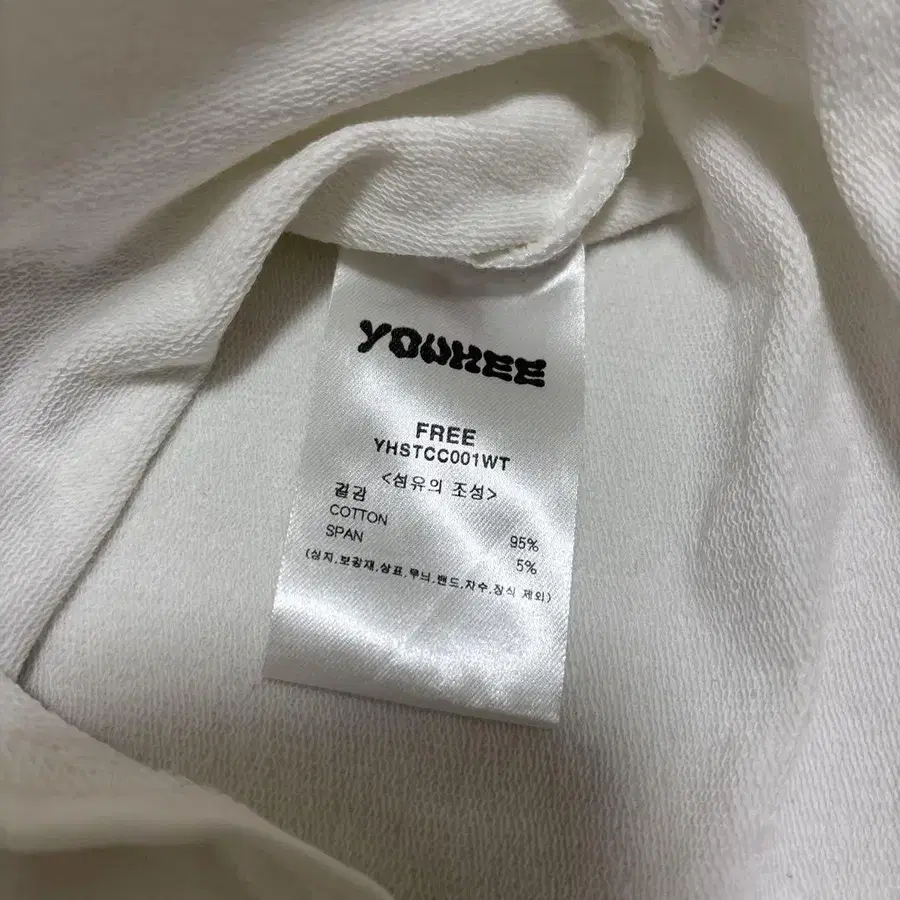 YOWHEE
FREE
YHSTCC001WT
<섬유의 조성>
겉감
COTTON 95%
SPAN 5%
(심지,보강재,상표,무늬,밴드,자수,장식 제외)